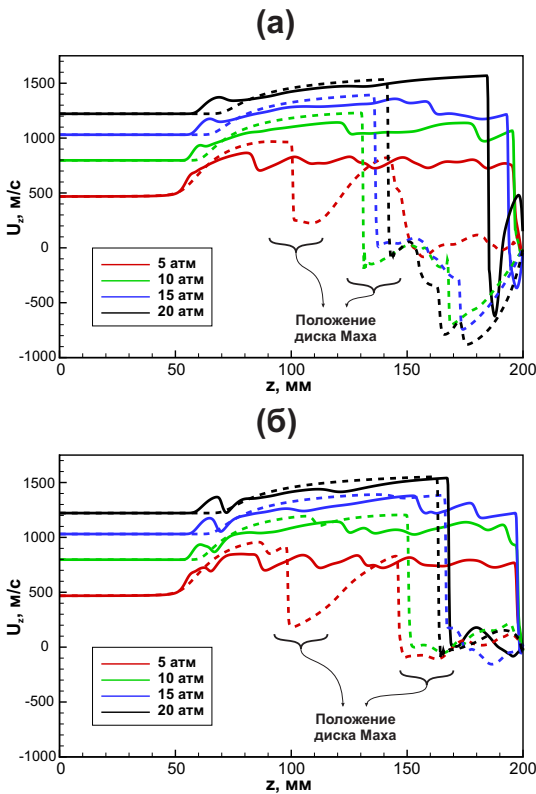 (а)
1500
1000
500
0
-500
-1000
U_z, м/с
5 атм
10 атм
15 атм
20 атм
Положение
диска Маха
0
50
100
150
200
z, мм
(б)
1500
1000
500
0
-500
-1000
U_z, м/с
5 атм
10 атм
15 атм
20 атм
Положение
диска Маха
0
50
100
150
200
z, мм